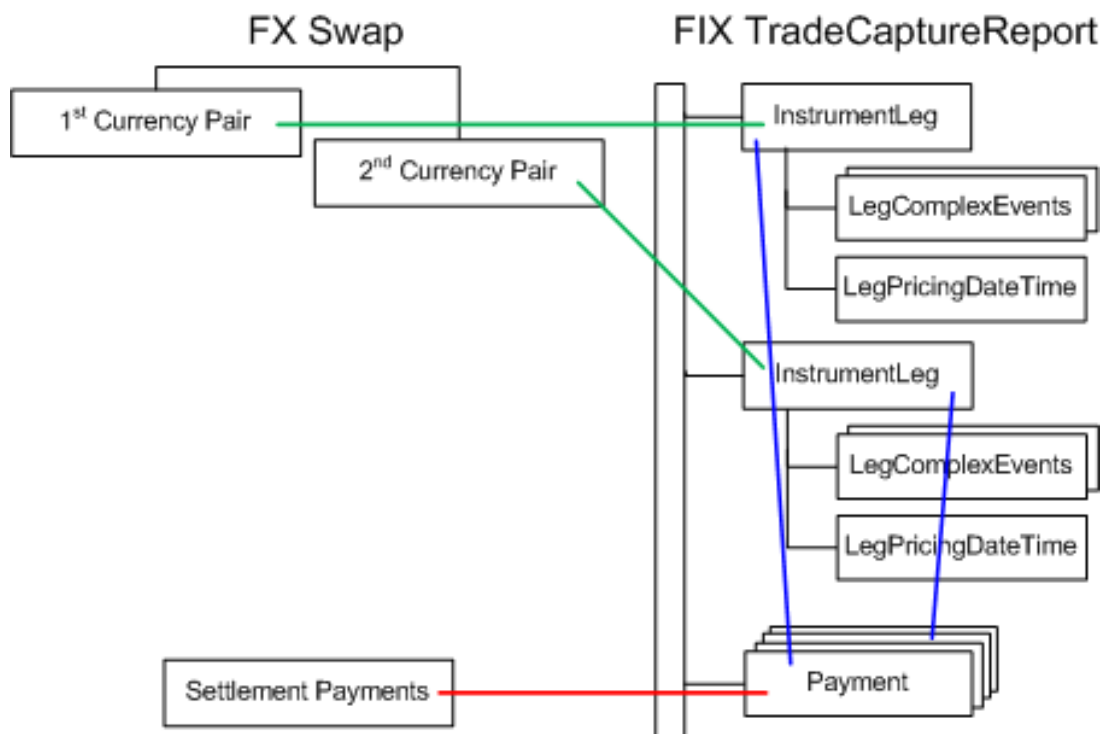 FX Swap
FIX TradeCaptureReport
1st Currency Pair
2nd Currency Pair
InstrumentLeg
LegComplexEvents
LegPricingDateTime
InstrumentLeg
LegComplexEvents
LegPricingDateTime
Settlement Payments
Payment